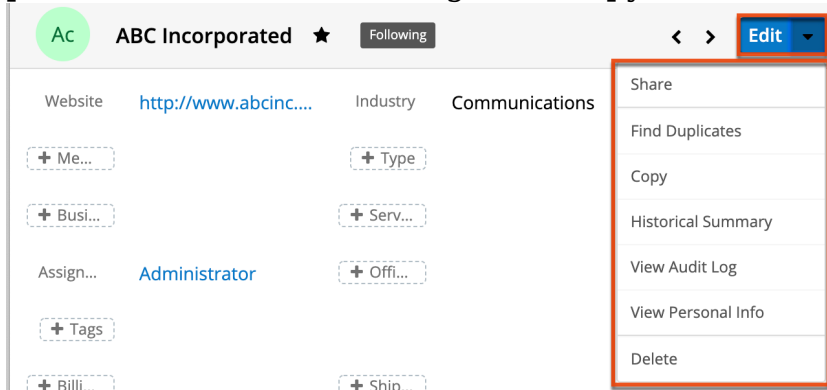 Ac ABC Incorporated ★ Following Edit
Share
Website http://www.abcinc.... Industry Communications
Find Duplicates
+ Me... + Type
Copy
+ Busi... + Serv...
Historical Summary
View Audit Log
Assign... Administrator + Offi...
View Personal Info
+ Tags
Delete
+ Billi... + Ship...